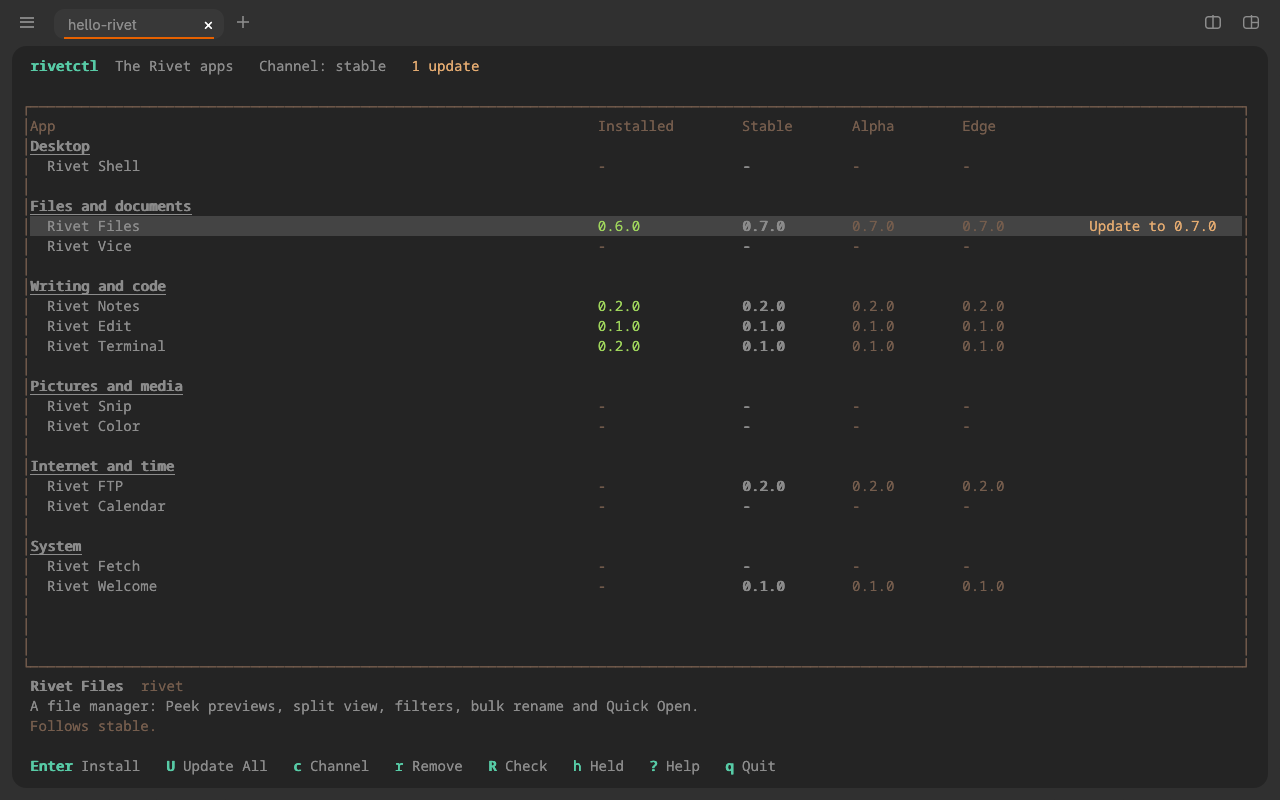 hello-rivet
rivetctl The Rivet apps Channel: stable 1 update
App Installed Stable Alpha Edge
Desktop
Rivet Shell - - - -
Files and documents
Rivet Files 0.6.0 0.7.0 0.7.0 0.7.0 Update to 0.7.0
Rivet Vice - - - -
Writing and code
Rivet Notes 0.2.0 0.2.0 0.2.0 0.2.0
Rivet Edit 0.1.0 0.1.0 0.1.0 0.1.0
Rivet Terminal 0.2.0 0.1.0 0.1.0 0.1.0
Pictures and media
Rivet Snip - - - -
Rivet Color - - - -
Internet and time
Rivet FTP - 0.2.0 0.2.0 0.2.0
Rivet Calendar - - - -
System
Rivet Fetch - - - -
Rivet Welcome - 0.1.0 0.1.0 0.1.0
Rivet Files rivet
A file manager: Peek previews, split view, filters, bulk rename and Quick Open.
Follows stable.
Enter Install U Update All c Channel r Remove R Check h Held ? Help q Quit